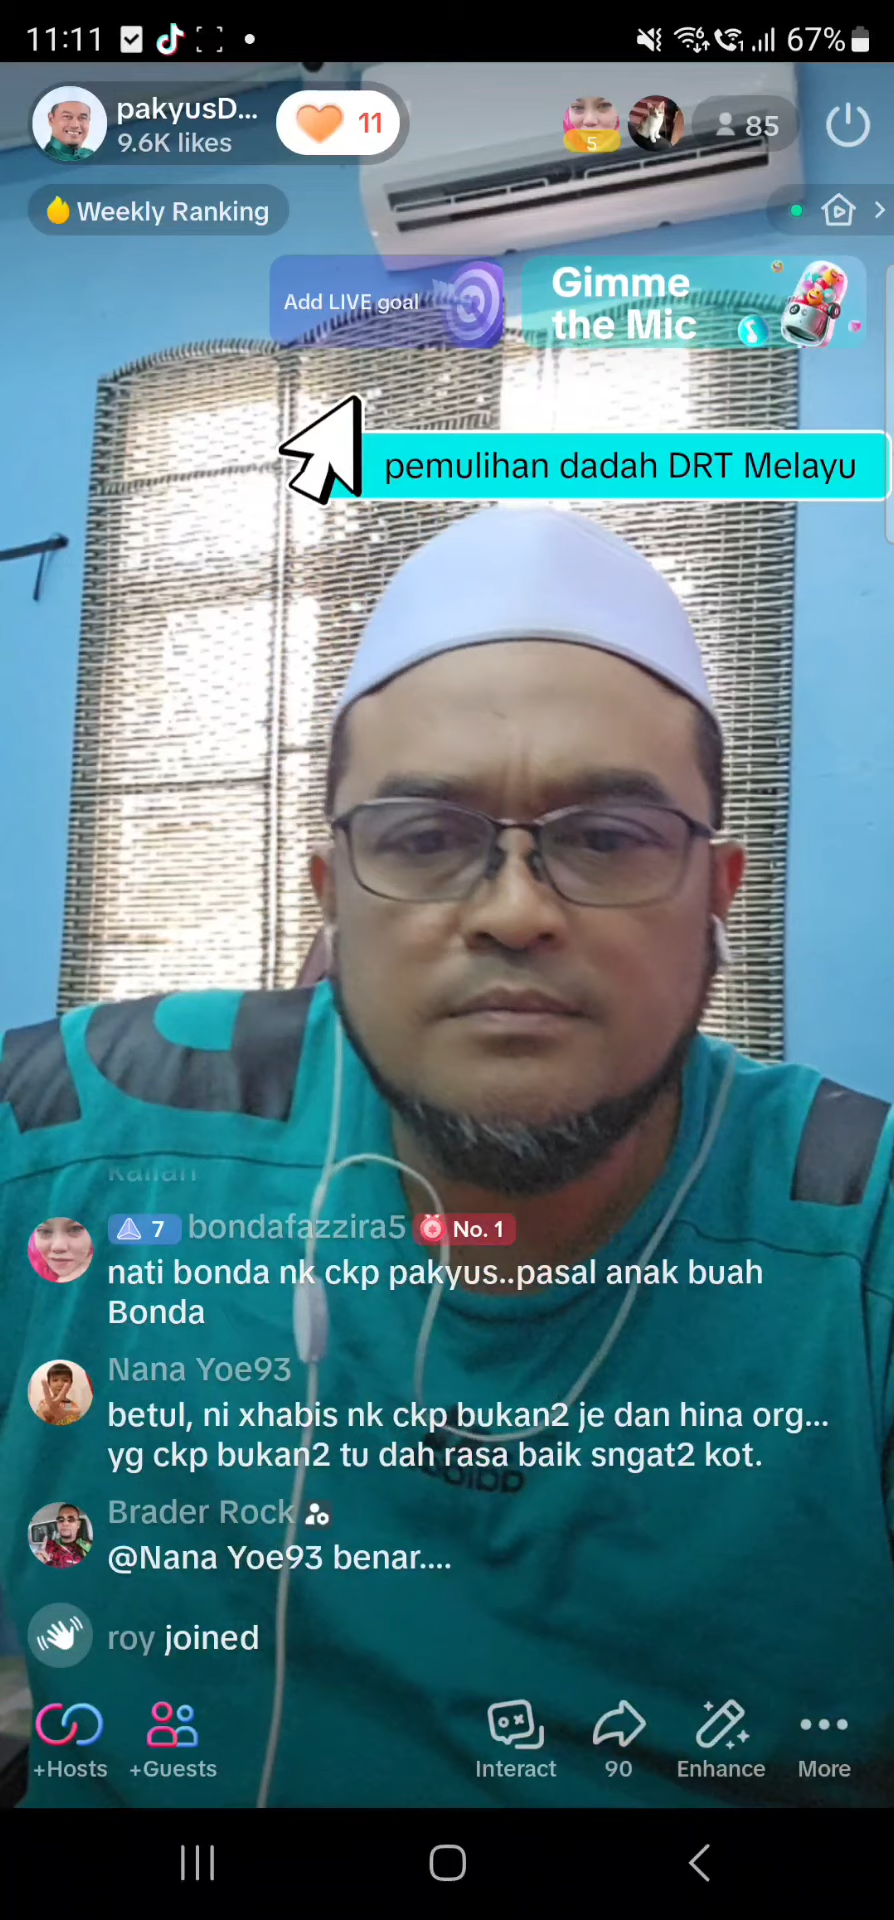 11:11
67%
pakyusD...
9.6K likes
11
5
85
Weekly Ranking
Add LIVE goal
Gimme
the Mic
pemulihan dadah DRT Melayu
7 bondafazzira5 No. 1
nati bonda nk ckp pakyus..pasal anak buah
Bonda
Nana Yoe93
betul, ni xhabis nk ckp bukan2 je dan hina org...
yg ckp bukan2 tu dah rasa baik sngat2 kot.
Brader Rock
@Nana Yoe93 benar....
roy joined
+Hosts
+Guests
Interact
90
Enhance
More